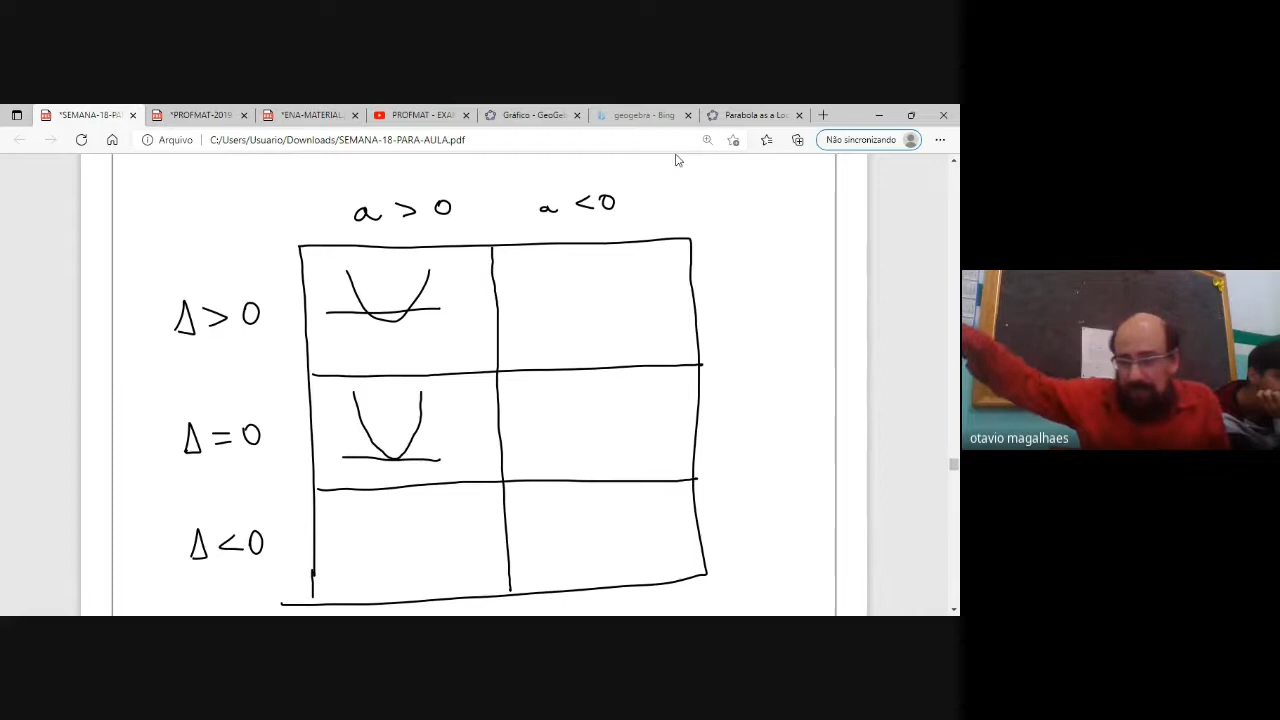 *SEMANA-18-PA
*PROFMAT-2019
*ENA-MATERIAL
PROFMAT - EXA
Gráfico - GeoGe
geogebra - Bing
Parabola as a Lo
Arquivo
C:/Users/Usuario/Downloads/SEMANA-18-PARA-AULA.pdf
Não sincronizando
a > 0
a < 0
Δ > 0
Δ = 0
Δ < 0
otavio magalhaes